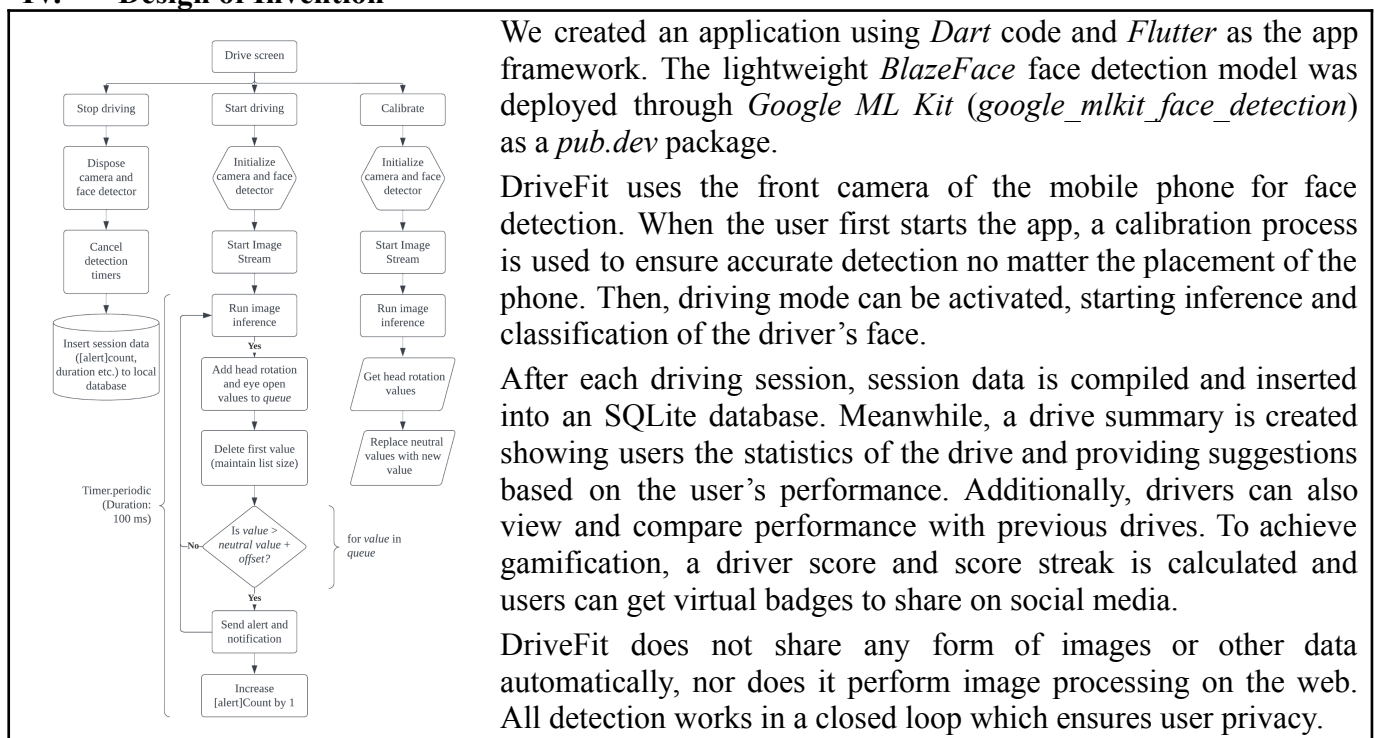 IV. Design of Invention
Drive screen
Stop driving
Start driving
Calibrate
Dispose
camera and
face detector
Initialize
camera and face
detector
Initialize
camera and face
detector
Cancel
detection
timers
Start Image
Stream
Start Image
Stream
Insert session data
([alert]count,
duration etc.) to local
database
Run image
inference
Run image
inference
Yes
Add head rotation
and eye open
values to queue
Get head rotation
values
Delete first value
(maintain list size)
Replace neutral
values with new
value
Timer.periodic
(Duration:
100 ms)
Is value >
neutral value +
offset?
No
for value in
queue
Yes
Send alert and
notification
Increase
[alert]Count by 1
We created an application using Dart code and Flutter as the app
framework. The lightweight BlazeFace face detection model was
deployed through Google ML Kit (google_mlkit_face_detection)
as a pub.dev package.
DriveFit uses the front camera of the mobile phone for face
detection. When the user first starts the app, a calibration process
is used to ensure accurate detection no matter the placement of the
phone. Then, driving mode can be activated, starting inference and
classification of the driver’s face.
After each driving session, session data is compiled and inserted
into an SQLite database. Meanwhile, a drive summary is created
showing users the statistics of the drive and providing suggestions
based on the user’s performance. Additionally, drivers can also
view and compare performance with previous drives. To achieve
gamification, a driver score and score streak is calculated and
users can get virtual badges to share on social media.
DriveFit does not share any form of images or other data
automatically, nor does it perform image processing on the web.
All detection works in a closed loop which ensures user privacy.